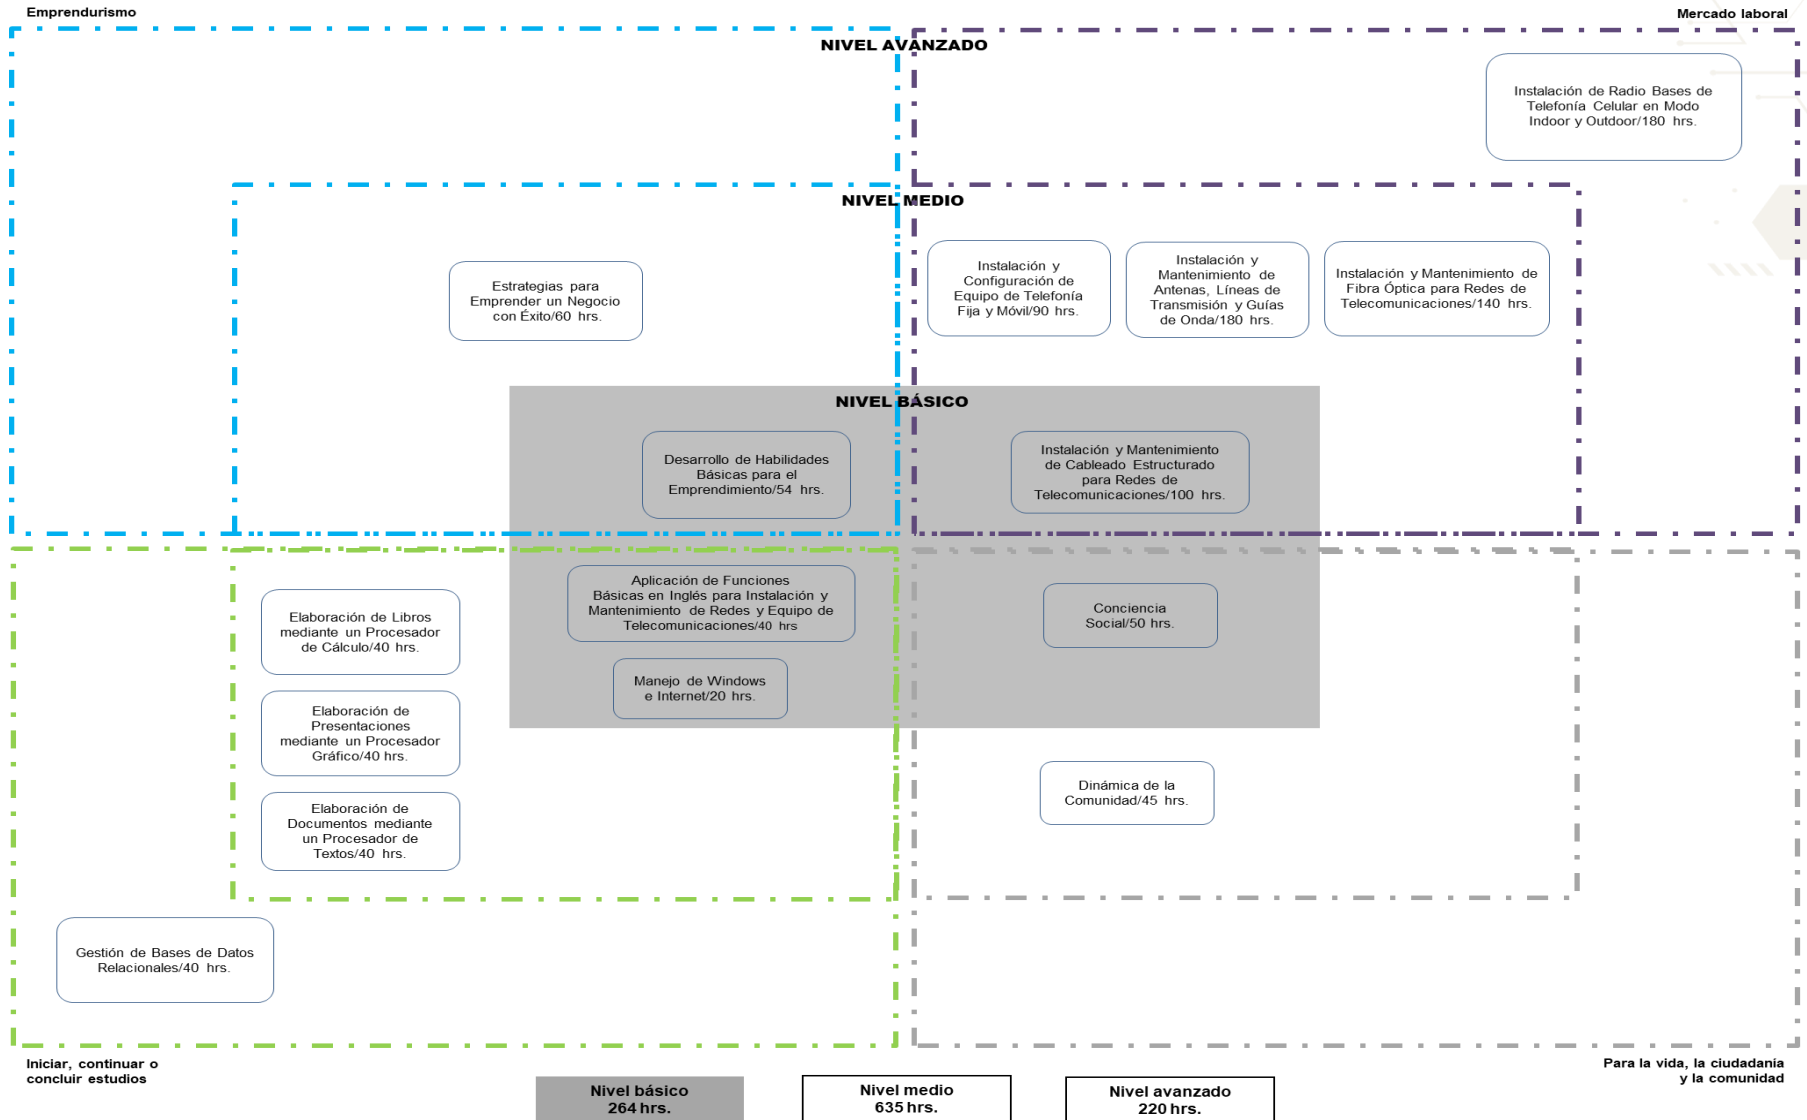 Emprendurismo
Mercado laboral
NIVEL AVANZADO
Instalación de Radio Bases de
Telefonía Celular en Modo
Indoor y Outdoor/180 hrs.
NIVEL MEDIO
Estrategias para
Emprender un Negocio
con Éxito/60 hrs.
Instalación y
Configuración de
Equipo de Telefonía
Fija y Móvil/90 hrs.
Instalación y
Mantenimiento de
Antenas, Líneas de
Transmisión y Guías
de Onda/180 hrs.
Instalación y Mantenimiento de
Fibra Óptica para Redes de
Telecomunicaciones/140 hrs.
NIVEL BÁSICO
Desarrollo de Habilidades
Básicas para el
Emprendimiento/54 hrs.
Instalación y Mantenimiento
de Cableado Estructurado
para Redes de
Telecomunicaciones/100 hrs.
Elaboración de Libros
mediante un Procesador
de Cálculo/40 hrs.
Aplicación de Funciones
Básicas en Inglés para Instalación y
Mantenimiento de Redes y Equipo de
Telecomunicaciones/40 hrs
Conciencia
Social/50 hrs.
Manejo de Windows
e Internet/20 hrs.
Elaboración de
Presentaciones
mediante un Procesador
Gráfico/40 hrs.
Elaboración de
Documentos mediante
un Procesador de
Textos/40 hrs.
Dinámica de la
Comunidad/45 hrs.
Gestión de Bases de Datos
Relacionales/40 hrs.
Iniciar, continuar o
concluir estudios
Para la vida, la ciudadanía
y la comunidad
Nivel básico
264 hrs.
Nivel medio
635 hrs.
Nivel avanzado
220 hrs.